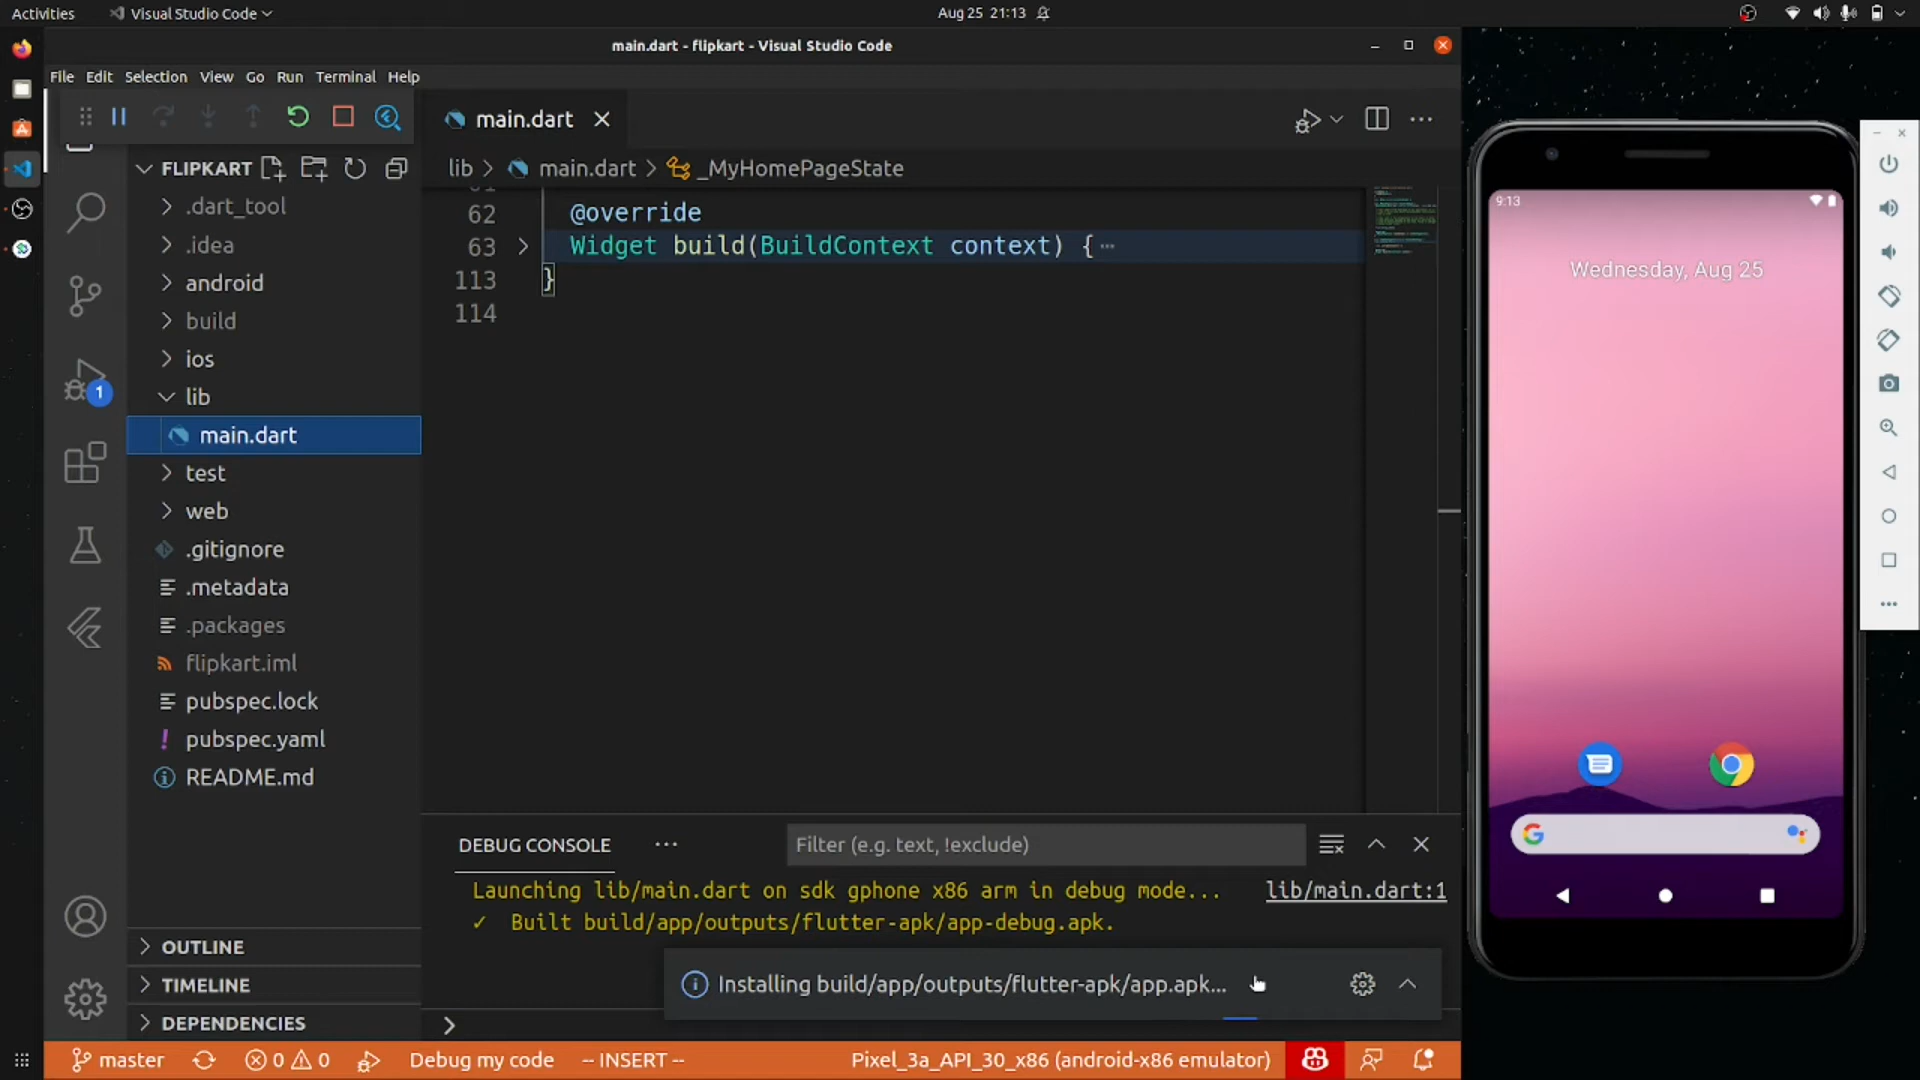 Activities
Visual Studio Code
Aug 25 21:13
main.dart - flipkart - Visual Studio Code
File Edit Selection View Go Run Terminal Help
main.dart
FLIPKART
lib > main.dart > _MyHomePageState
.dart_tool
.idea
android
build
ios
lib
main.dart
test
web
.gitignore
.metadata
.packages
flipkart.iml
pubspec.lock
pubspec.yaml
README.md
OUTLINE
TIMELINE
DEPENDENCIES
1
62 @override
63 Widget build(BuildContext context) { ⋯
113 }
114
DEBUG CONSOLE
Filter (e.g. text, !exclude)
Launching lib/main.dart on sdk gphone x86 arm in debug mode... lib/main.dart:1
✓ Built build/app/outputs/flutter-apk/app-debug.apk.
Installing build/app/outputs/flutter-apk/app.apk...
master
0 0
Debug my code
-- INSERT --
Pixel_3a_API_30_x86 (android-x86 emulator)
9:13
Wednesday, Aug 25